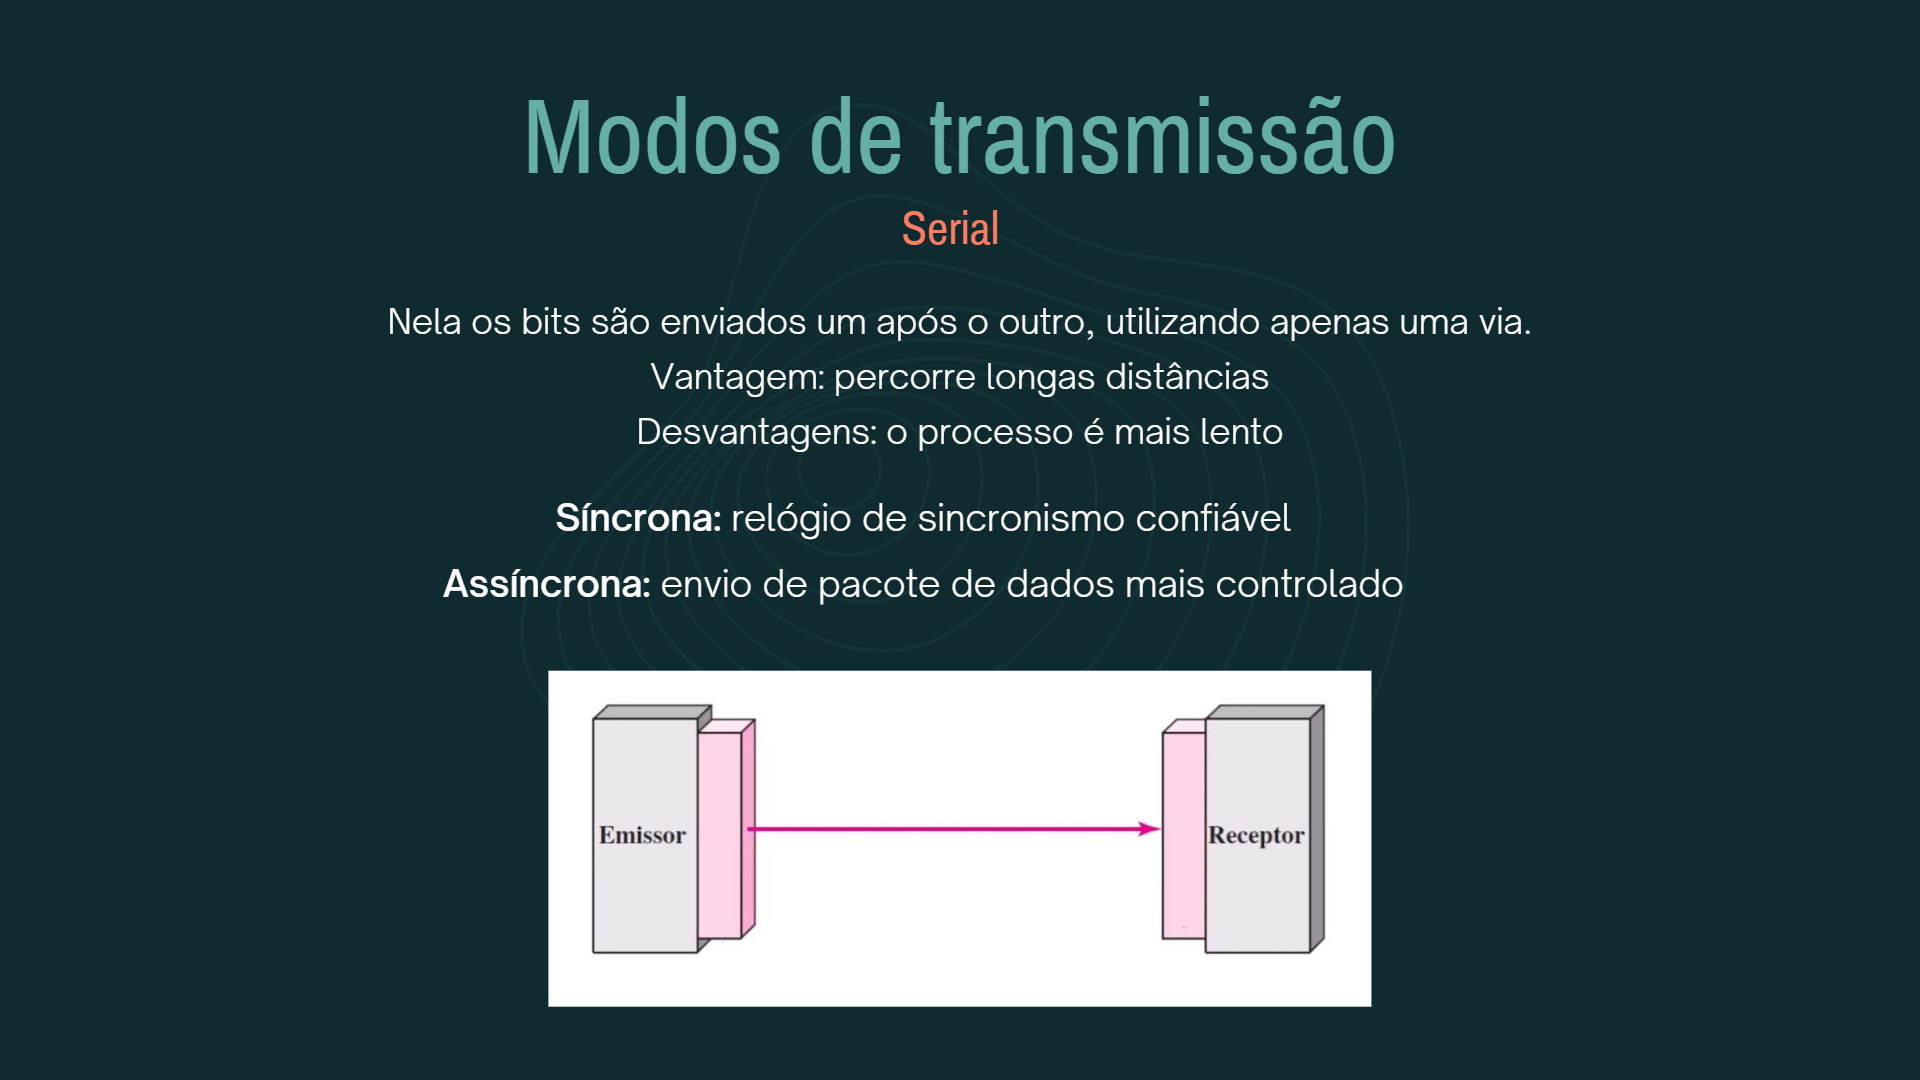 Modos de transmissão
Serial
Nela os bits são enviados um após o outro, utilizando apenas uma via.
Vantagem: percorre longas distâncias
Desvantagens: o processo é mais lento
Síncrona: relógio de sincronismo confiável
Assíncrona: envio de pacote de dados mais controlado
Emissor
Receptor